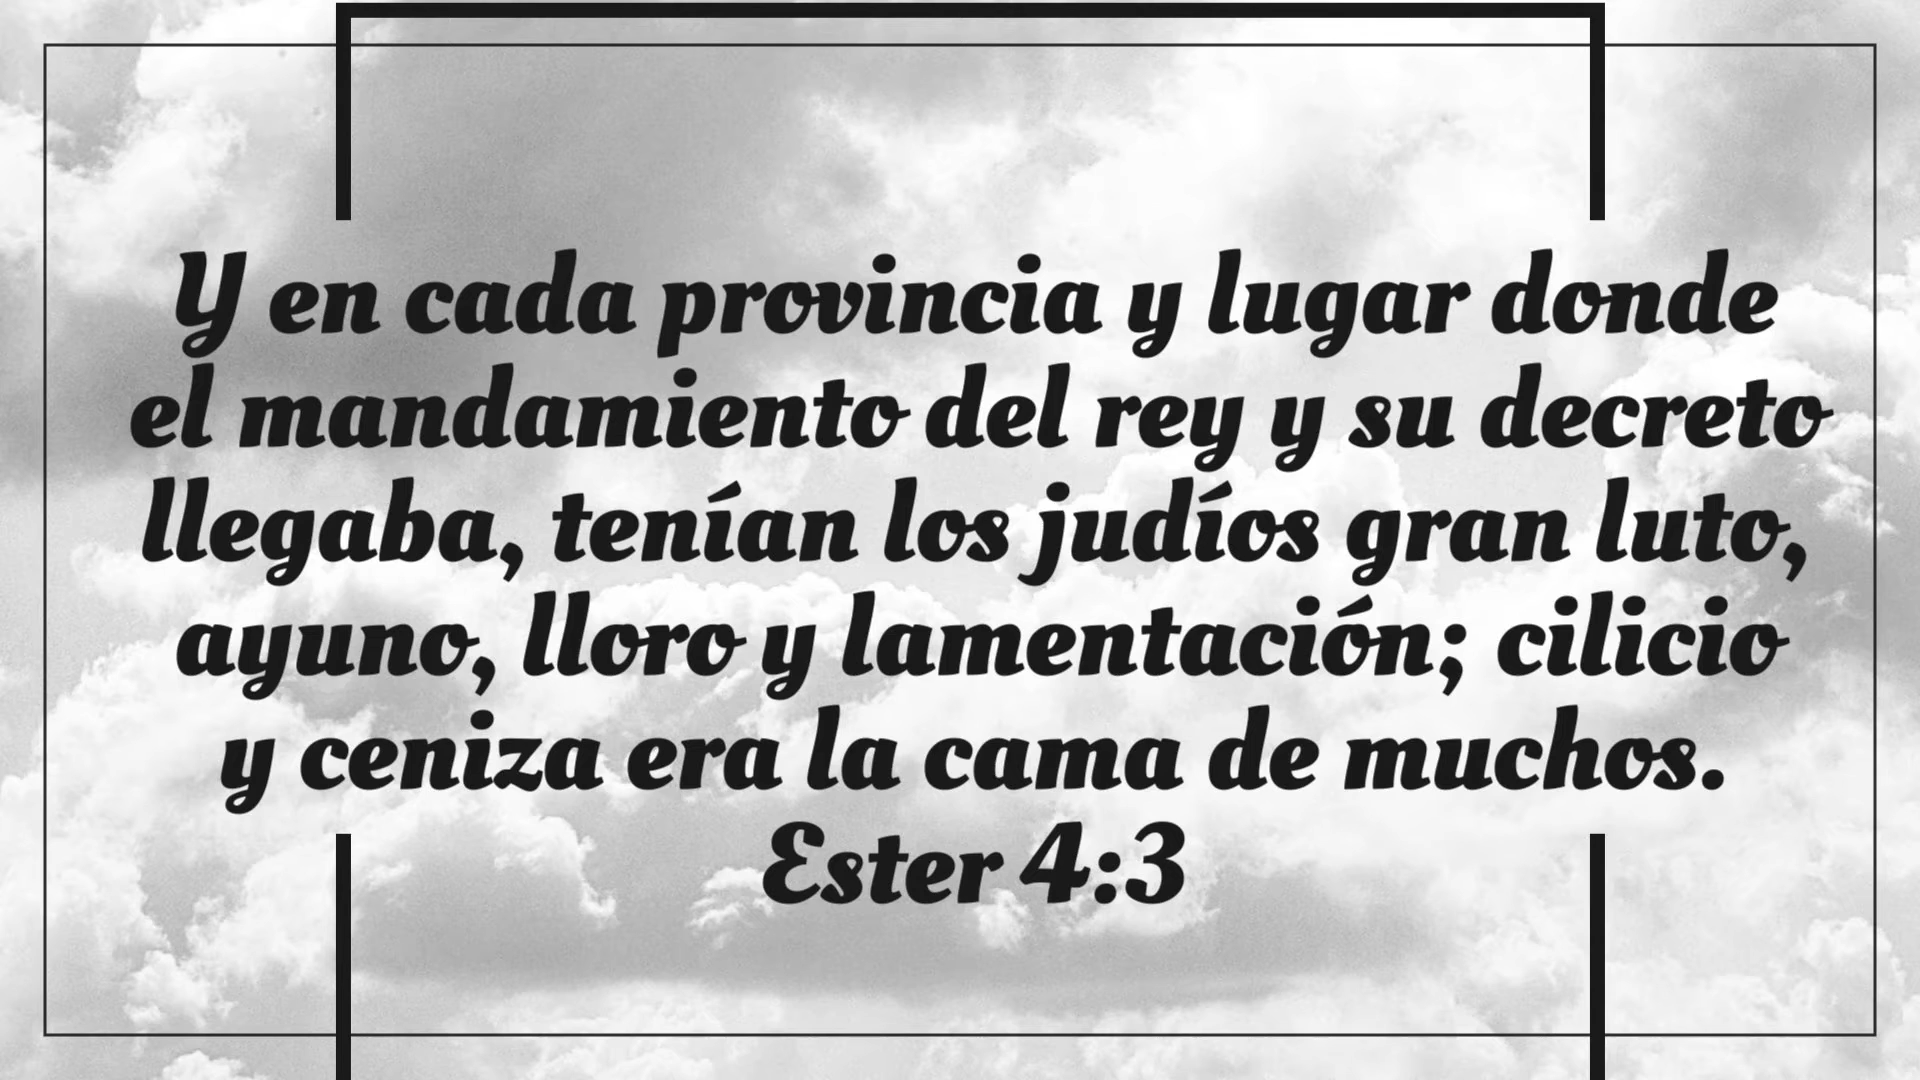 Y en cada provincia y lugar donde
el mandamiento del rey y su decreto
llegaba, tenían los judíos gran luto,
ayuno, lloro y lamentación; cilicio
y ceniza era la cama de muchos.
Ester 4:3